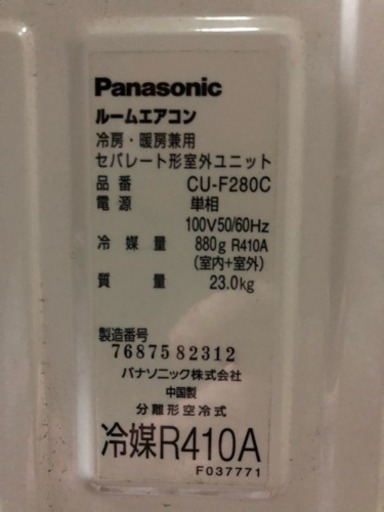 Panasonic
ルームエアコン
冷房・暖房兼用
セパレート形室外ユニット
品番 CU-F280C
電源 単相
100V50/60Hz
冷媒量 880g R410A
(室内+室外)
質量 23.0kg
製造番号
7687582312
パナソニック株式会社
中国製
分離形空冷式
冷媒R410A
F037771